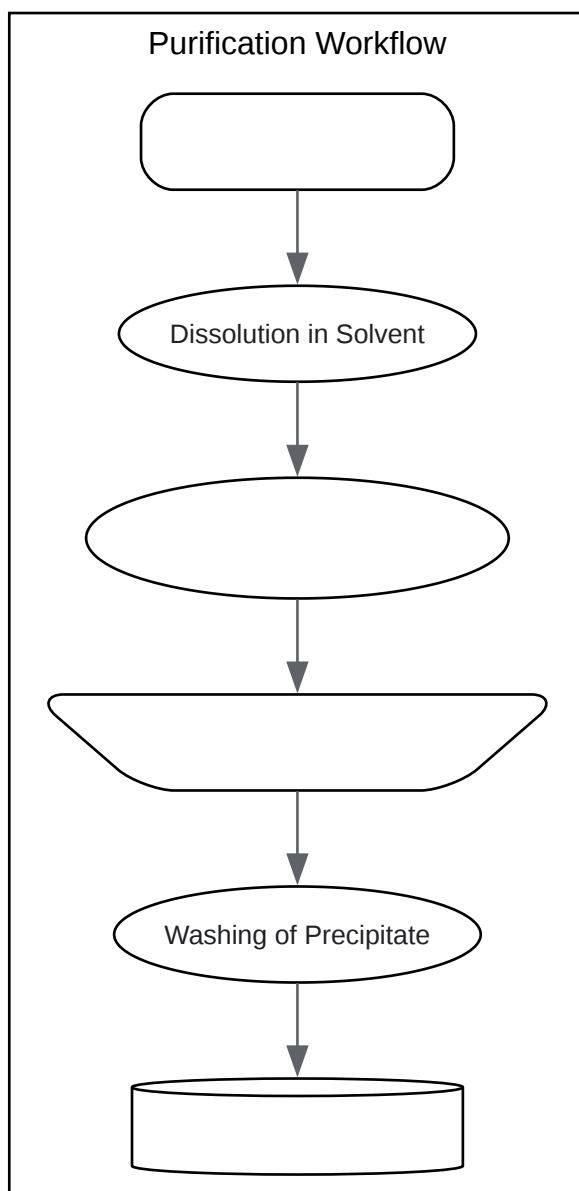 Purification Workflow
Dissolution in Solvent
Washing of Precipitate